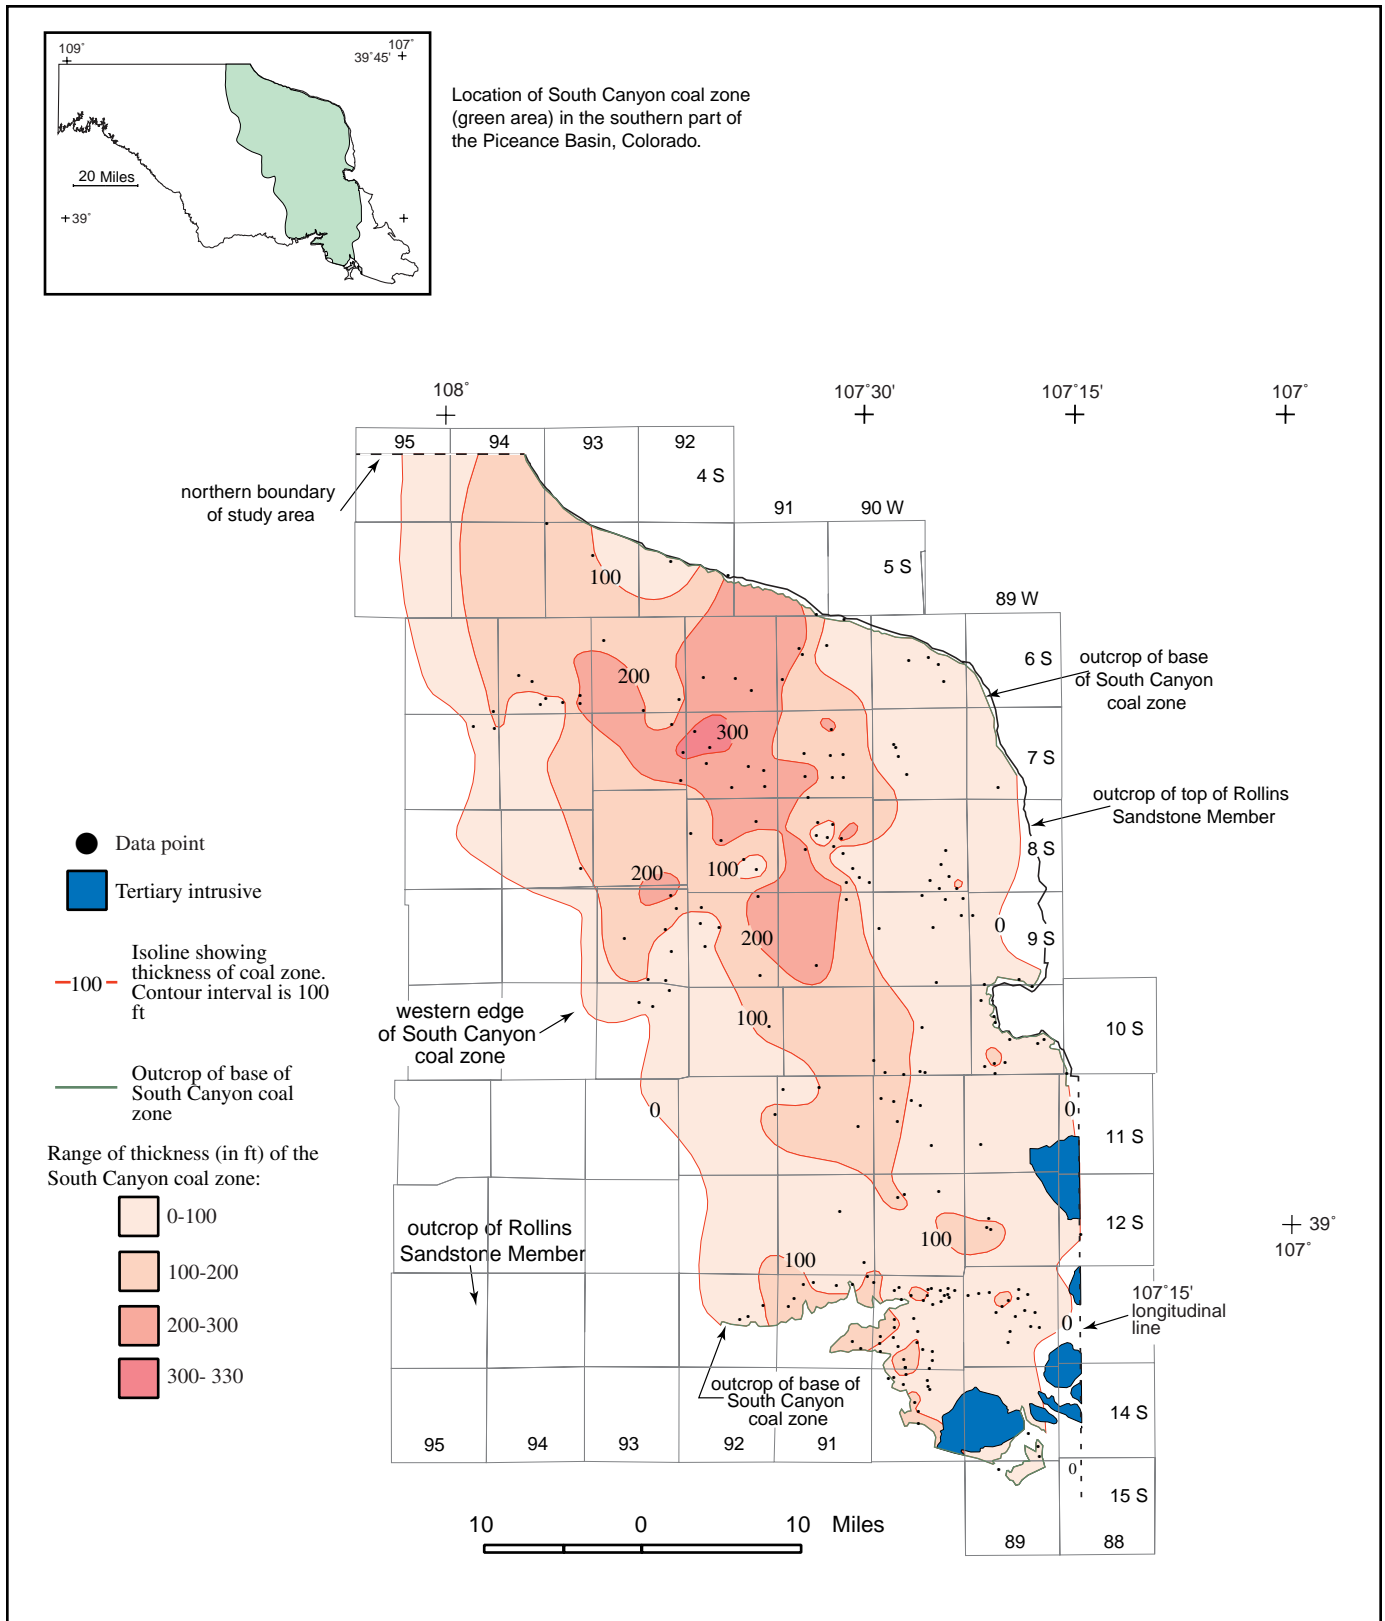 109°
107°
39°45'
20 Miles
39°
Location of South Canyon coal zone
(green area) in the southern part of
the Piceance Basin, Colorado.
108°
107°30'
107°15'
107°
95
94
93
92
4 S
northern boundary
of study area
91
90 W
5 S
100
89 W
6 S
outcrop of base
of South Canyon
coal zone
200
300
7 S
outcrop of top of Rollins
Sandstone Member
Data point
8 S
200
100
Tertiary intrusive
0
9 S
200
Isoline showing
100
thickness of coal zone.
Contour interval is 100
ft
western edge
of South Canyon
coal zone
100
10 S
Outcrop of base of
South Canyon coal
zone
0
0
11 S
Range of thickness (in ft) of the
South Canyon coal zone:
0-100
100-200
200-300
300- 330
outcrop of Rollins
Sandstone Member
100
100
12 S
39°
107°
107°15'
longitudinal
line
0
outcrop of base of
South Canyon
coal zone
14 S
95
94
93
92
91
0
15 S
10
0
10
Miles
89
88